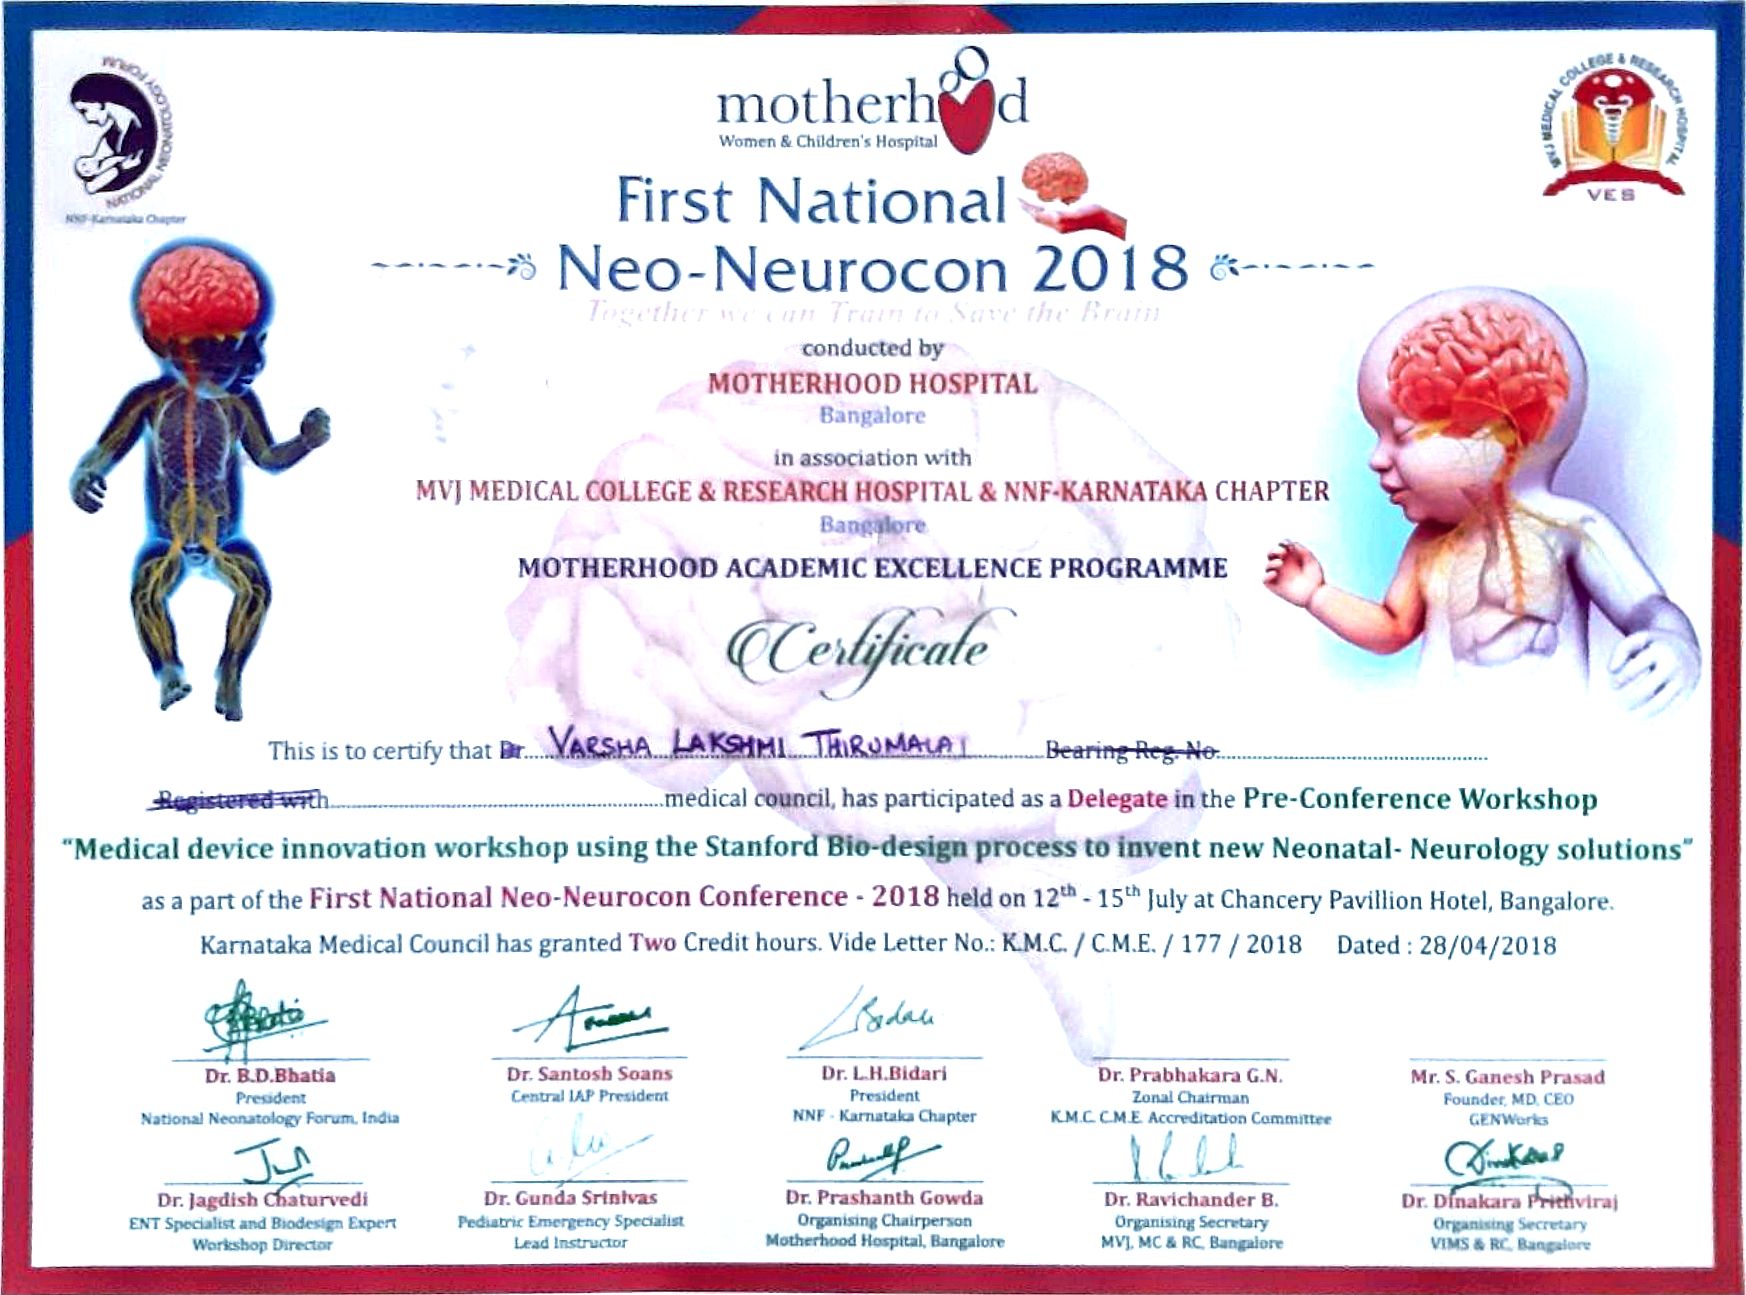 NATIONAL NEONATOLOGY FORUM
NNF-Karnataka Chapter
motherhood
Women & Children's Hospital
MVJ MEDICAL COLLEGE & RESEARCH HOSPITAL
VES
First National
Neo-Neurocon 2018
Together we can Train to Save the Brain
conducted by
MOTHERHOOD HOSPITAL
Bangalore
in association with
MVJ MEDICAL COLLEGE & RESEARCH HOSPITAL & NNF-KARNATAKA CHAPTER
Bangalore
MOTHERHOOD ACADEMIC EXCELLENCE PROGRAMME
Certificate
This is to certify that Dr. VARSHA LAKSHMI THIRUMALAI Bearing Reg. No.
Registered with medical council, has participated as a Delegate in the Pre-Conference Workshop
"Medical device innovation workshop using the Stanford Bio-design process to invent new Neonatal- Neurology solutions"
as a part of the First National Neo-Neurocon Conference - 2018 held on 12th - 15th July at Chancery Pavillion Hotel, Bangalore.
Karnataka Medical Council has granted Two Credit hours. Vide Letter No.: K.M.C. / C.M.E. / 177 / 2018 Dated : 28/04/2018
Dr. B.D.Bhatia Dr. Santosh Soans Dr. L.H.Bidari Dr. Prabhakara G.N. Mr. S. Ganesh Prasad
President Central IAP President President Zonal Chairman Founder, MD, CEO
National Neonatology Forum, India NNF - Karnataka Chapter K.M.C. C.M.E. Accreditation Committee GENWorks
Dr. Jagdish Chaturvedi Dr. Gunda Srinivas Dr. Prashanth Gowda Dr. Ravichander B. Dr. Dinakara Prithviraj
ENT Specialist and Biodesign Expert Pediatric Emergency Specialist Organising Chairperson Organising Secretary Organising Secretary
Workshop Director Lead Instructor Motherhood Hospital, Bangalore MVJ, MC & RC, Bangalore VIMS & RC, Bangalore